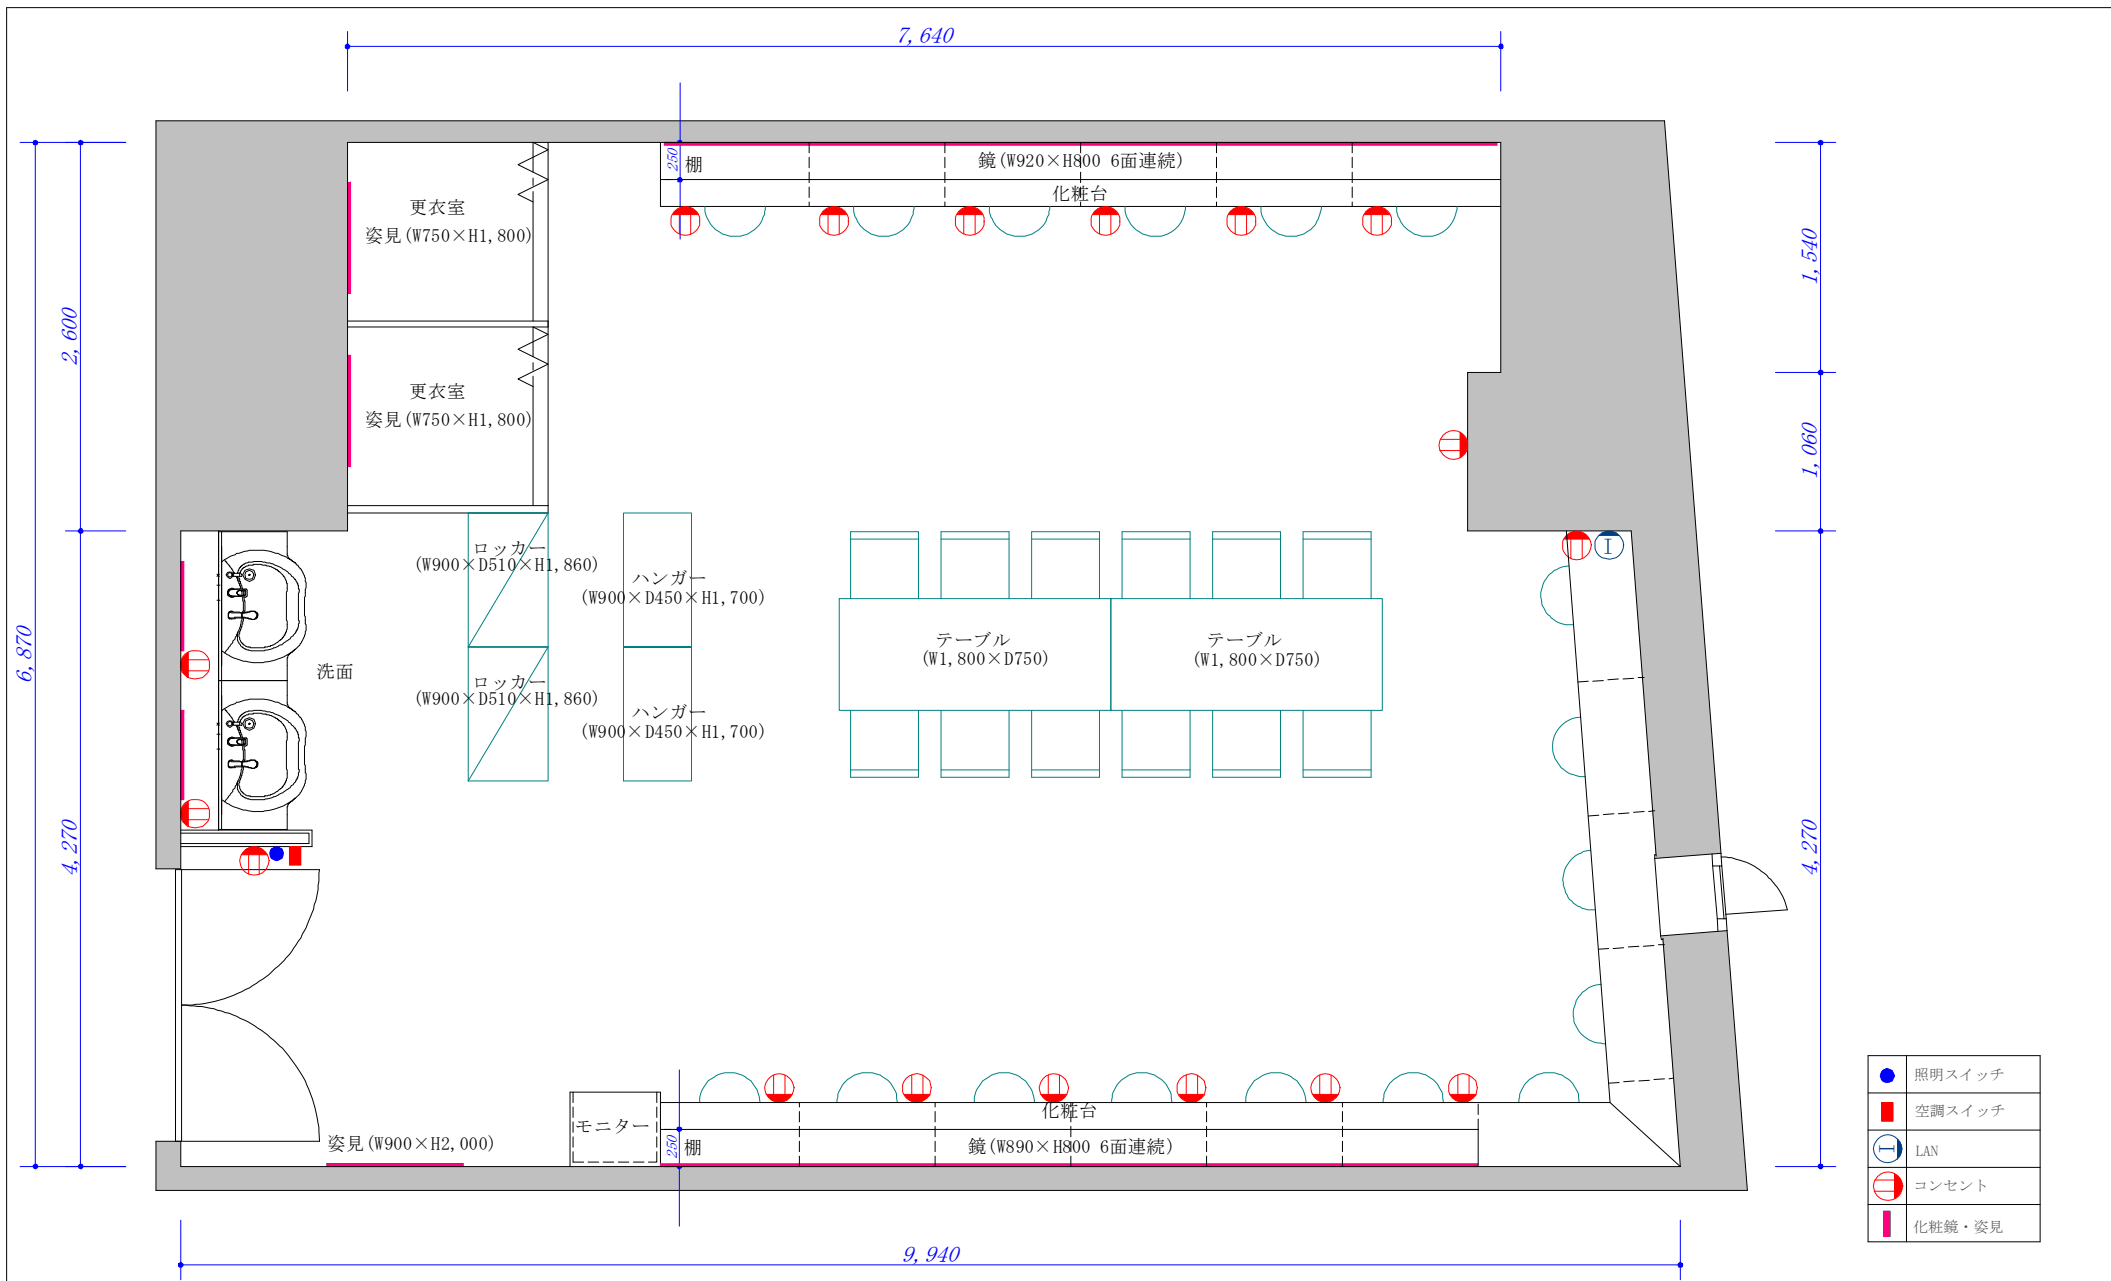 7,640
250
棚
鏡(W920×H800 6面連続)
化粧台
更衣室
姿見(W750×H1,800)
更衣室
姿見(W750×H1,800)
2,600
6,870
4,270
1,540
1,060
4,270
ロッカー
(W900×D510×H1,860)
ハンガー
(W900×D450×H1,700)
テーブル
(W1,800×D750)
テーブル
(W1,800×D750)
洗面
ロッカー
(W900×D510×H1,860)
ハンガー
(W900×D450×H1,700)
化粧台
モニター
姿見(W900×H2,000)
250
棚
鏡(W890×H800 6面連続)
9,940
照明スイッチ
空調スイッチ
LAN
コンセント
化粧鏡・姿見